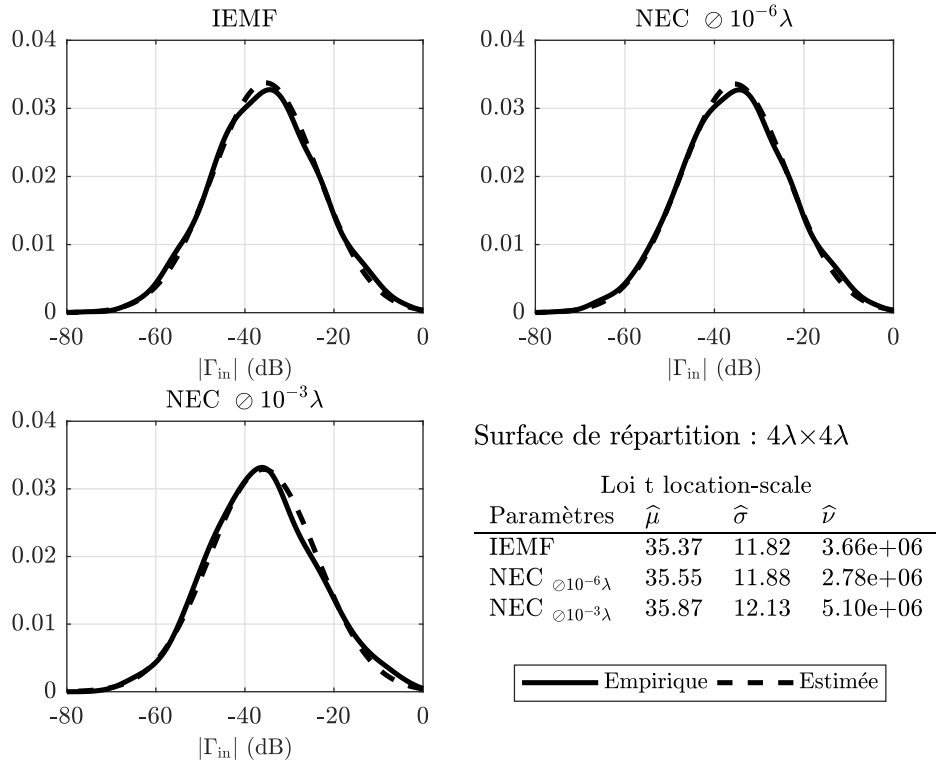 IEMF
0.04
0.03
0.02
0.01
0
-80 -60 -40 -20 0
|Γ_in| (dB)
NEC ⊘10⁻⁶λ
0.04
0.03
0.02
0.01
0
-80 -60 -40 -20 0
|Γ_in| (dB)
NEC ⊘10⁻³λ
0.04
0.03
0.02
0.01
0
-80 -60 -40 -20 0
|Γ_in| (dB)
Surface de répartition : 4λ×4λ
Loi t location-scale
Paramètres μ̂ σ̂ ν̂
IEMF 35.37 11.82 3.66e+06
NEC ⊘10⁻⁶λ 35.55 11.88 2.78e+06
NEC ⊘10⁻³λ 35.87 12.13 5.10e+06
Empirique Estimée